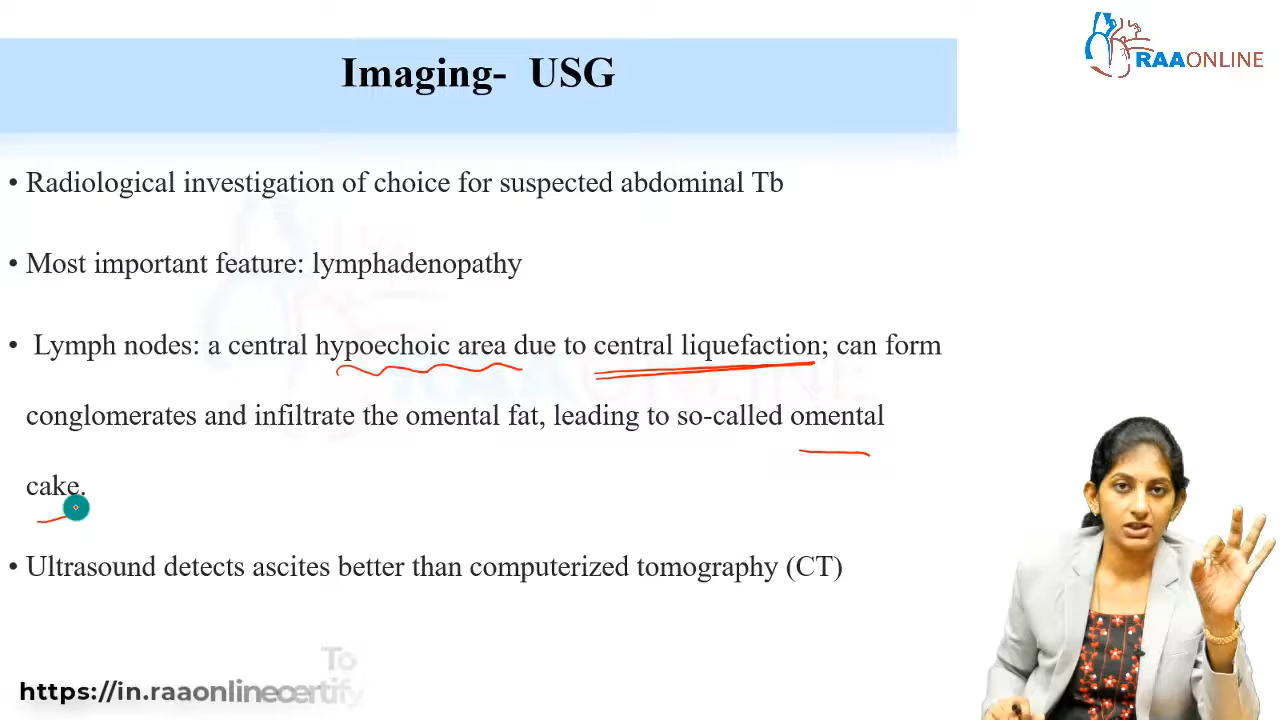 RAAONLINE
Imaging- USG
• Radiological investigation of choice for suspected abdominal Tb
• Most important feature: lymphadenopathy
• Lymph nodes: a central hypoechoic area due to central liquefaction; can form
conglomerates and infiltrate the omental fat, leading to so-called omental
cake.
• Ultrasound detects ascites better than computerized tomography (CT)
To
https://in.raaonlinecertify